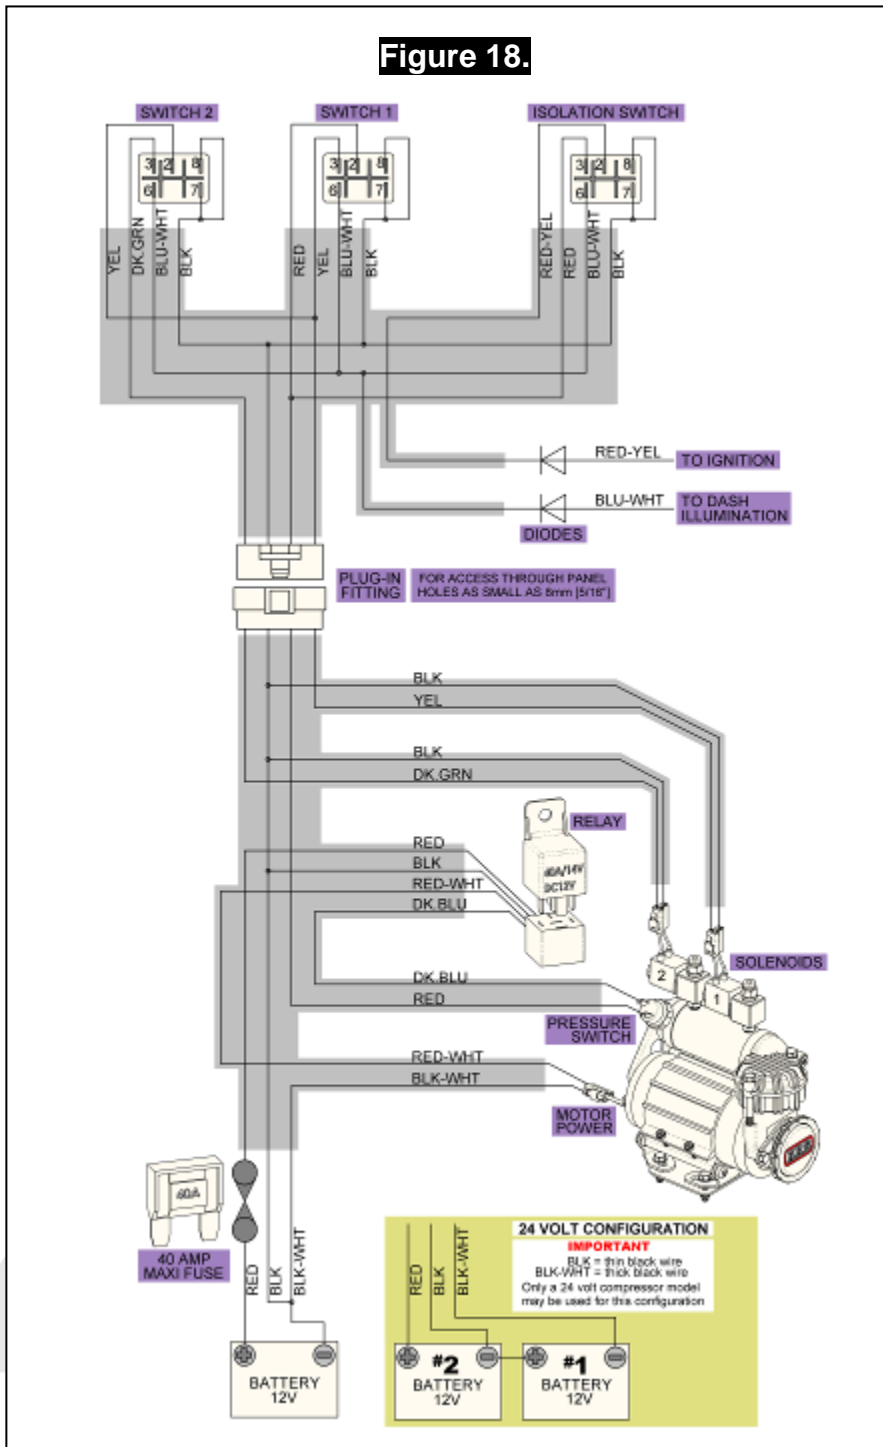 Figure 18.
SWITCH 2
SWITCH 1
ISOLATION SWITCH
3 2 8
6 7
3 2 8
6 7
3 2 8
6 7
YEL
DK.GRN
BLU-WHT
BLK
RED
YEL
BLU-WHT
BLK
RED-YEL
RED
BLU-WHT
BLK
RED-YEL
TO IGNITION
BLU-WHT
TO DASH
ILLUMINATION
DIODES
PLUG-IN
FITTING
FOR ACCESS THROUGH PANEL
HOLES AS SMALL AS 8mm [5/16"]
BLK
YEL
BLK
DK.GRN
RELAY
RED
BLK
RED-WHT
DK.BLU
40A/14V
DC12V
SOLENOIDS
2
1
DK.BLU
RED
PRESSURE
SWITCH
RED-WHT
BLK-WHT
MOTOR
POWER
40A
40 AMP
MAXI FUSE
RED
BLK
BLK-WHT
BATTERY
12V
24 VOLT CONFIGURATION
IMPORTANT
BLK = thin black wire
BLK-WHT = thick black wire
Only a 24 volt compressor model
may be used for this configuration
RED
BLK
BLK-WHT
#2
BATTERY
12V
#1
BATTERY
12V